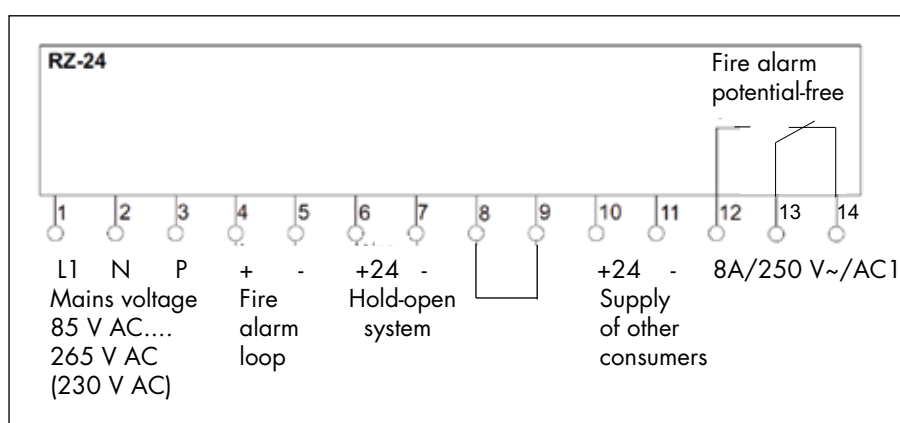 RZ-24
Fire alarm
potential-free
1 2 3 4 5 6 7 8 9 10 11 12 13 14
L1 N P + - +24 - +24 - 8A/250 V~/AC1
Mains voltage
85 V AC....
265 V AC
(230 V AC)
Fire
alarm
loop
Hold-open
system
Supply
of other
consumers